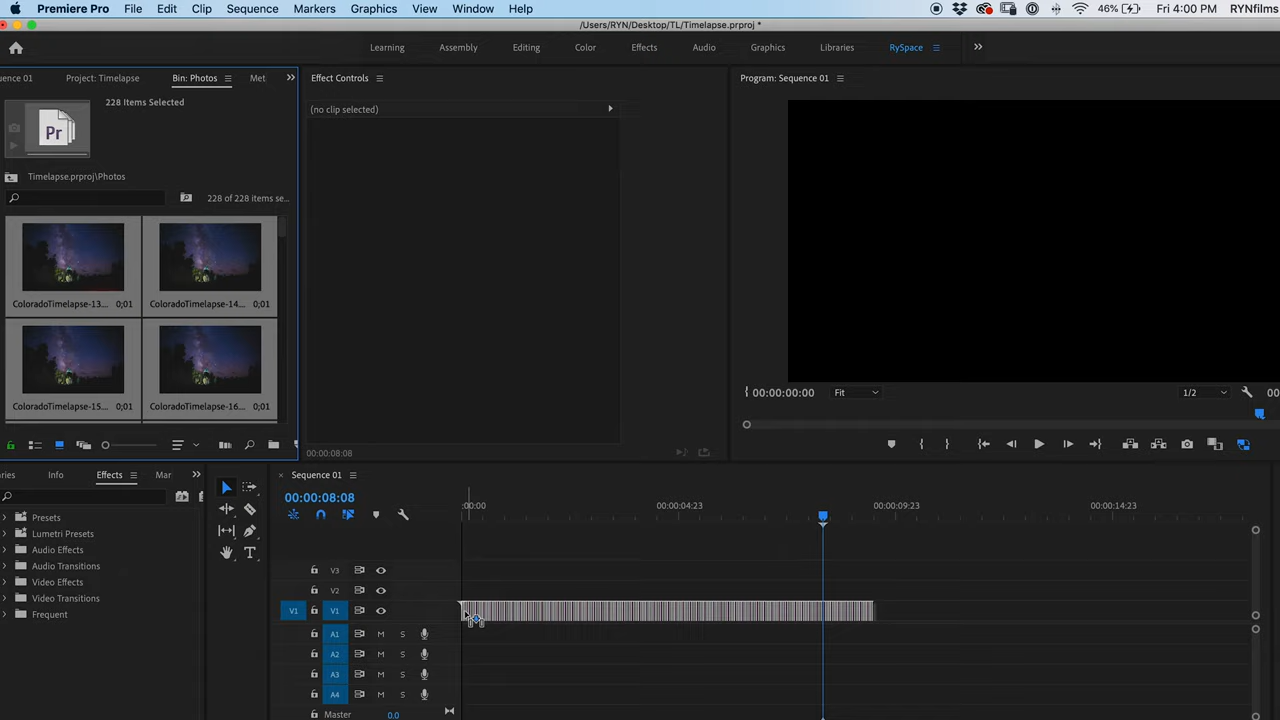 Premiere Pro File Edit Clip Sequence Markers Graphics View Window Help 46% Fri 4:00 PM RYNfilms
/Users/RYN/Desktop/TL/Timelapse.prproj *
Learning Assembly Editing Color Effects Audio Graphics Libraries RySpace
ence 01 Project: Timelapse Bin: Photos Met Effect Controls Program: Sequence 01
228 Items Selected
(no clip selected)
Pr
Timelapse.prproj\Photos
228 of 228 items se...
ColoradoTimelapse-13... 0;01 ColoradoTimelapse-14... 0;01
ColoradoTimelapse-15... 0;01 ColoradoTimelapse-16... 0;01
00:00:00:00 Fit 1/2 00
00:00:08:08
ries Info Effects Mar
Sequence 01
00:00:08:08
:00:00 00:00:04:23 00:00:09:23 00:00:14:23
Presets
Lumetri Presets
Audio Effects
Audio Transitions
Video Effects
Video Transitions
Frequent
V3
V2
V1 V1
A1 M S
A2 M S
A3 M S
A4 M S
Master 0.0
T